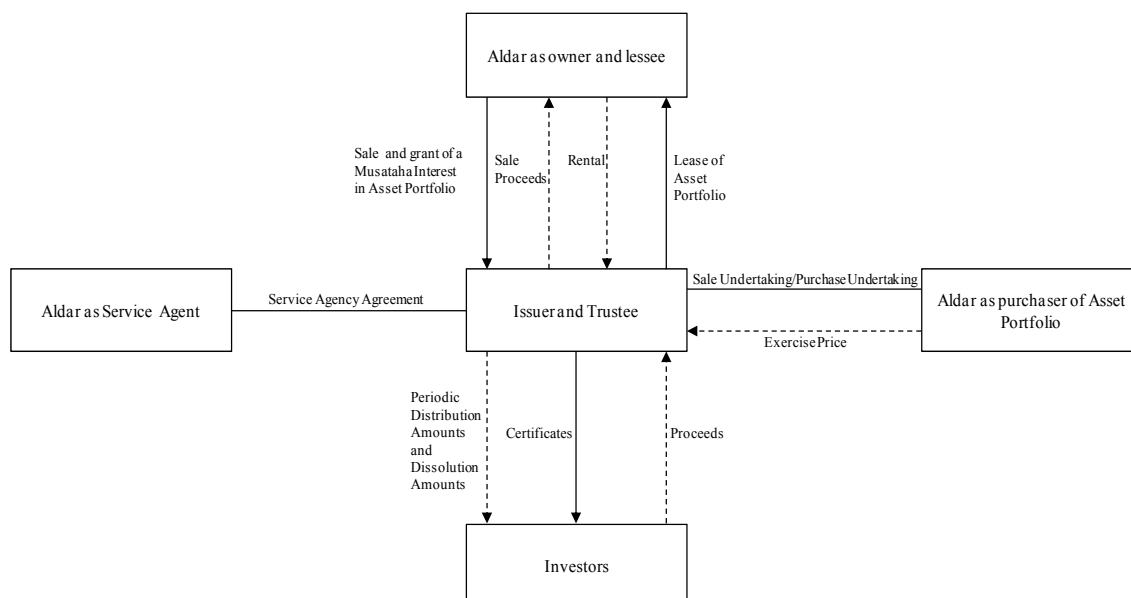 Aldar as owner and lessee
Sale and grant of a
Musataha Interest
in Asset Portfolio
Sale
Proceeds
Rental
Lease of
Asset
Portfolio
Aldar as Service Agent
Service Agency Agreement
Issuer and Trustee
Sale Undertaking/Purchase Undertaking
Exercise Price
Aldar as purchaser of Asset
Portfolio
Periodic
Distribution
Amounts
and
Dissolution
Amounts
Certificates
Proceeds
Investors